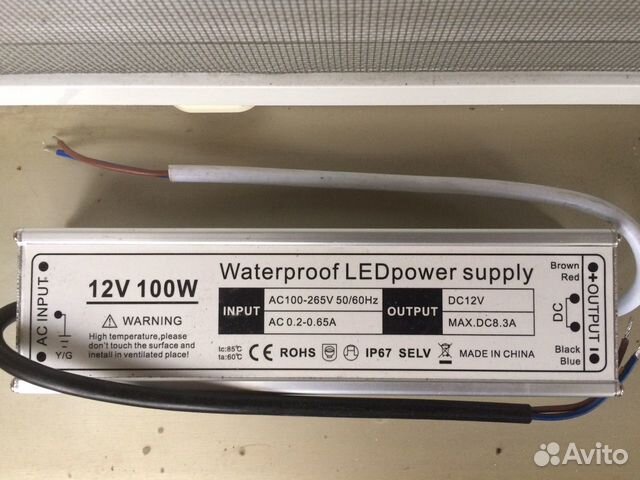 AC INPUT
Y/G
12V 100W
WARNING
High temperature,please
don't touch the surface and
install in ventilated place!
Waterproof LEDpower supply
INPUT
AC100-265V 50/60Hz
AC 0.2-0.65A
OUTPUT
DC12V
MAX.DC8.3A
tc:85℃
ta:60℃
CE ROHS IP67 SELV MADE IN CHINA
Brown
Red
DC
Black
Blue
+OUTPUT-
Avito